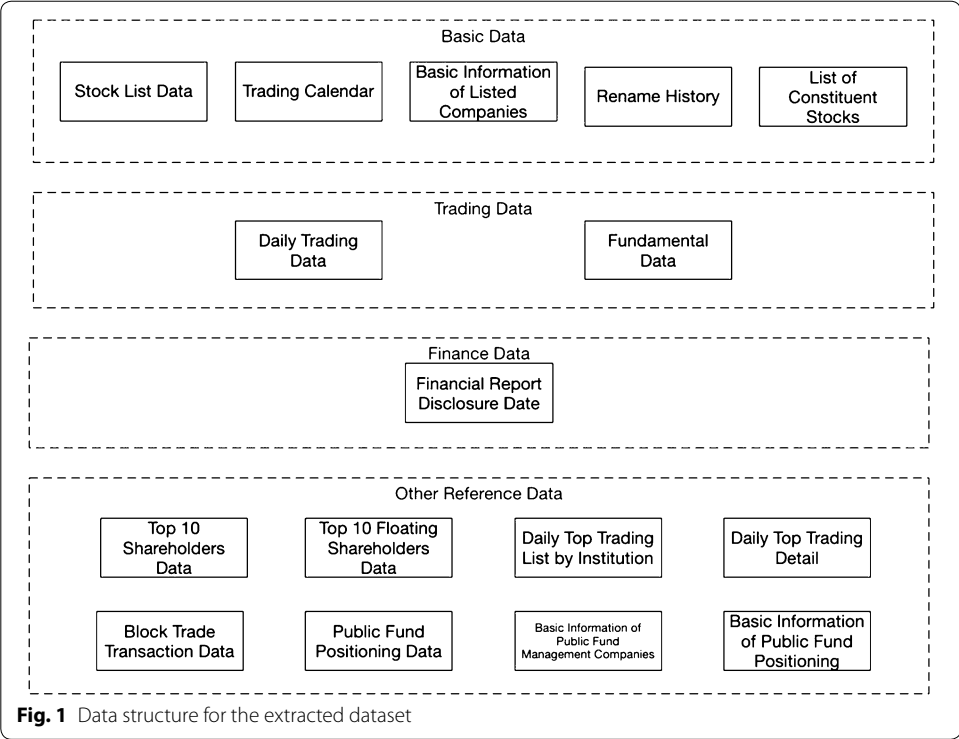 Basic Data
Stock List Data
Trading Calendar
Basic Information
of Listed
Companies
Rename History
List of
Constituent
Stocks
Trading Data
Daily Trading
Data
Fundamental
Data
Finance Data
Financial Report
Disclosure Date
Other Reference Data
Top 10
Shareholders
Data
Top 10 Floating
Shareholders
Data
Daily Top Trading
List by Institution
Daily Top Trading
Detail
Block Trade
Transaction Data
Public Fund
Positioning Data
Basic Information of
Public Fund
Management Companies
Basic Information
of Public Fund
Positioning
Fig. 1 Data structure for the extracted dataset